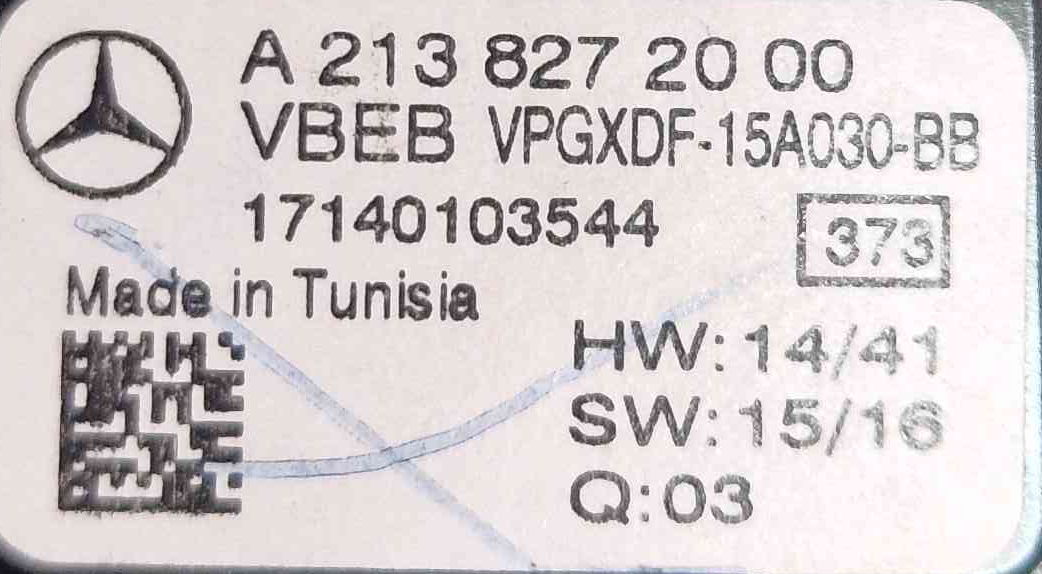 A 213 827 20 00
VBEB VPGXDF-15A030-BB
17140103544
373
Made in Tunisia
HW: 14/41
SW: 15/16
Q: 03